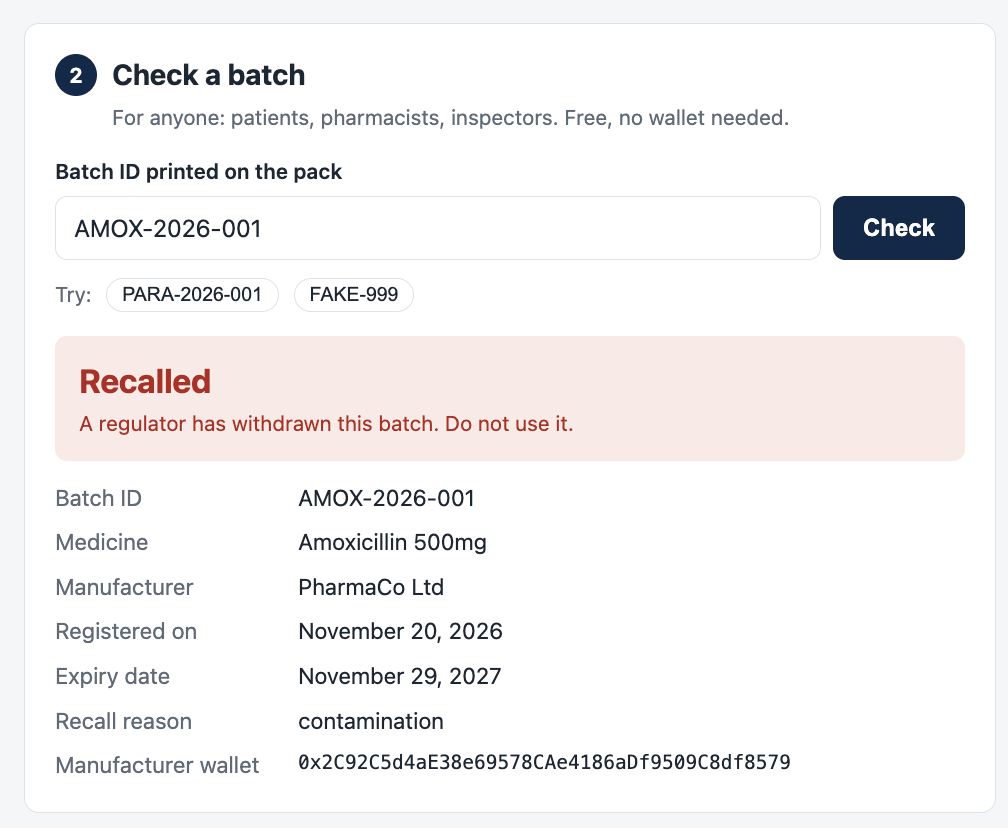 2
Check a batch
For anyone: patients, pharmacists, inspectors. Free, no wallet needed.
Batch ID printed on the pack
AMOX-2026-001
Check
Try: PARA-2026-001 FAKE-999
Recalled
A regulator has withdrawn this batch. Do not use it.
Batch ID AMOX-2026-001
Medicine Amoxicillin 500mg
Manufacturer PharmaCo Ltd
Registered on November 20, 2026
Expiry date November 29, 2027
Recall reason contamination
Manufacturer wallet 0x2C92C5d4aE38e69578CAe4186aDf9509C8df8579